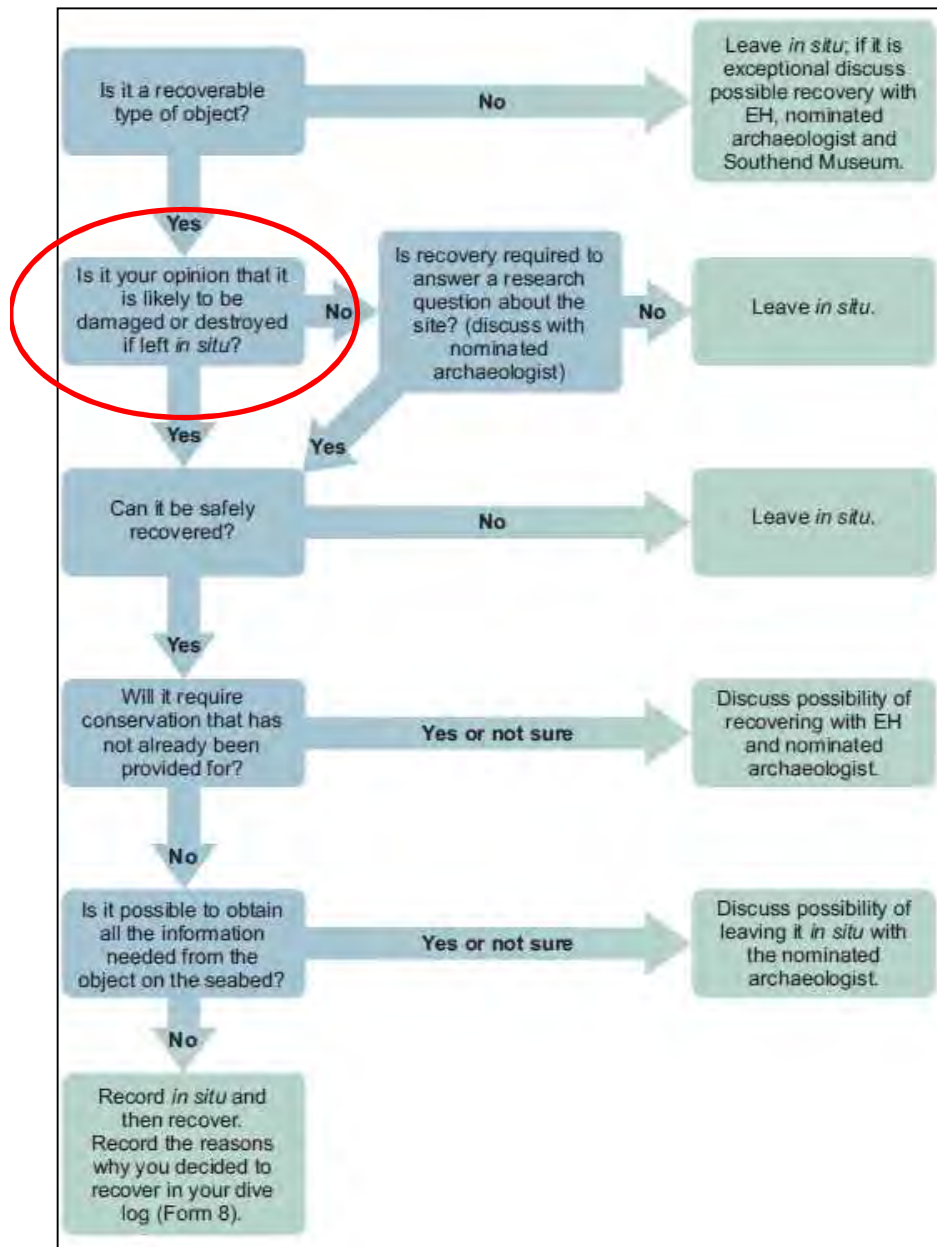 Is it a recoverable
type of object?
No
Leave in situ; if it is
exceptional discuss
possible recovery with
EH, nominated
archaeologist and
Southend Museum.
Yes
Is it your opinion that it
is likely to be
damaged or destroyed
if left in situ?
No
Is recovery required to
answer a research
question about the
site? (discuss with
nominated
archaeologist)
No
Leave in situ.
Yes
Yes
Can it be safely
recovered?
No
Leave in situ.
Yes
Will it require
conservation that has
not already been
provided for?
Yes or not sure
Discuss possibility of
recovering with EH
and nominated
archaeologist.
No
Is it possible to obtain
all the information
needed from the
object on the seabed?
Yes or not sure
Discuss possibility of
leaving it in situ with
the nominated
archaeologist.
No
Record in situ and
then recover.
Record the reasons
why you decided to
recover in your dive
log (Form 8).